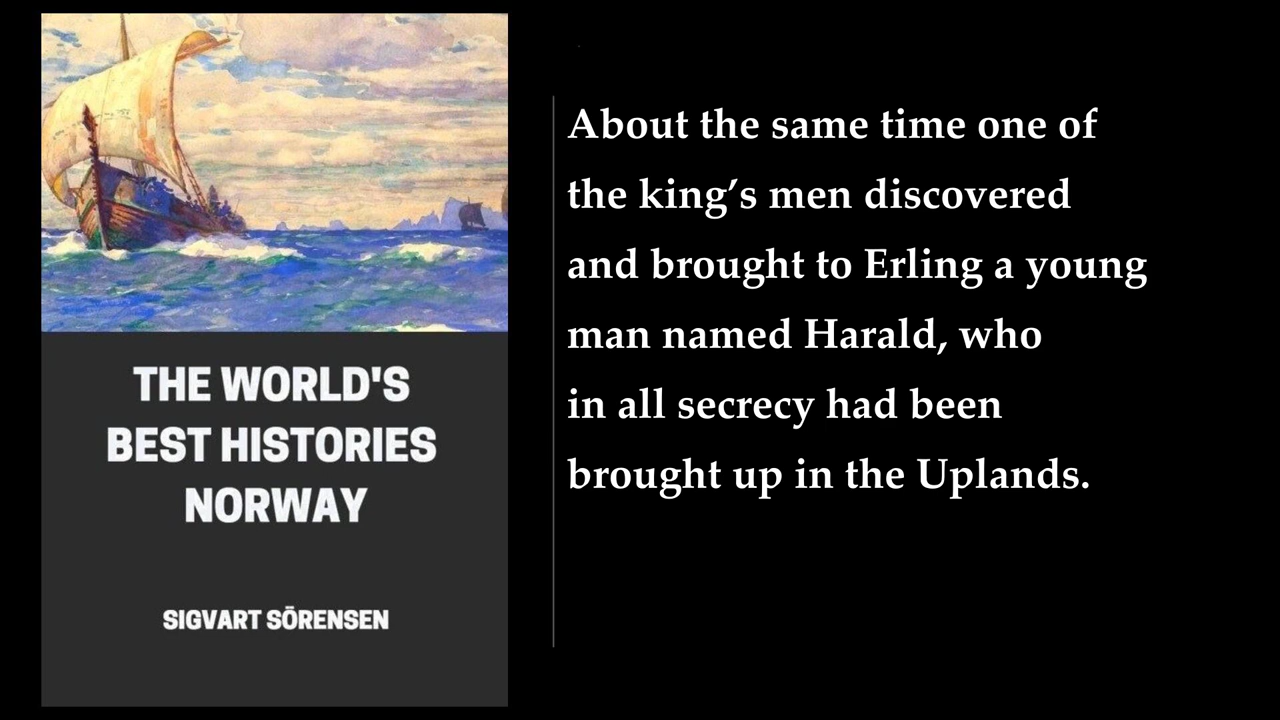 THE WORLD'S
BEST HISTORIES
NORWAY
SIGVART SÖRENSEN
About the same time one of
the king’s men discovered
and brought to Erling a young
man named Harald, who
in all secrecy had been
brought up in the Uplands.